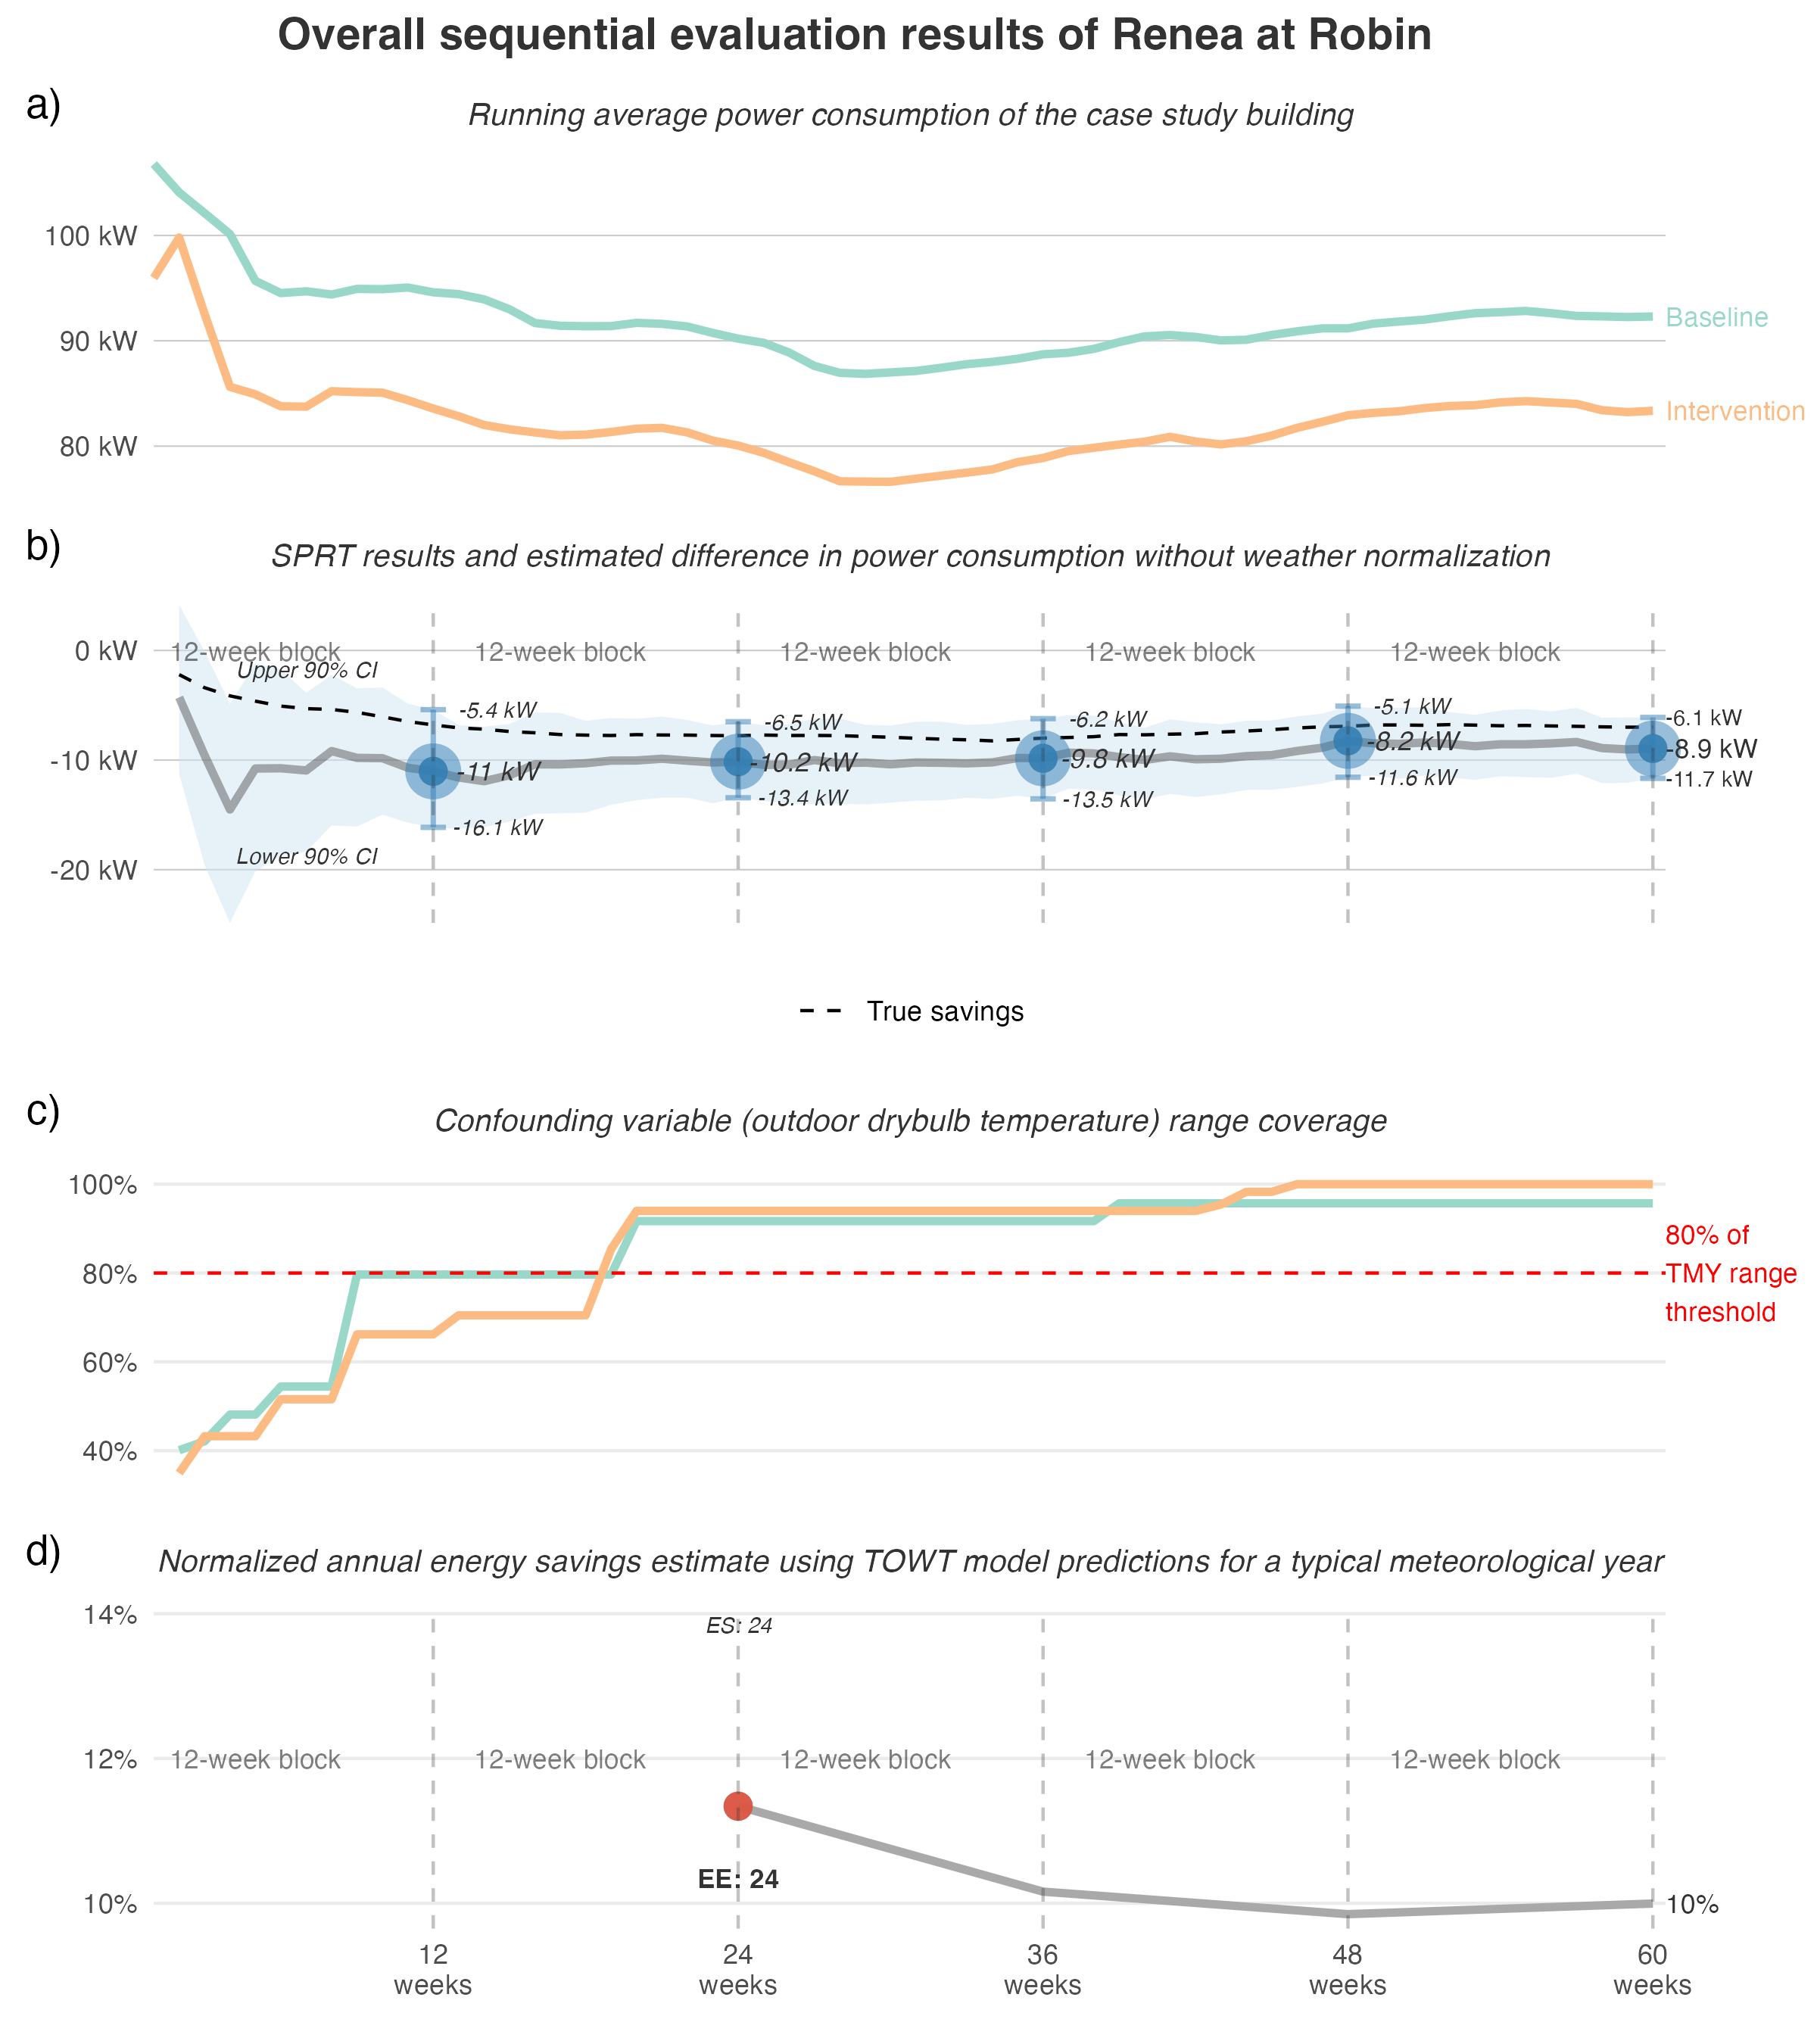 Overall sequential evaluation results of Renea at Robin
a)
Running average power consumption of the case study building
100 kW
90 kW
80 kW
Baseline
Intervention
b)
SPRT results and estimated difference in power consumption without weather normalization
0 kW
-10 kW
-20 kW
12-week block
12-week block
12-week block
12-week block
12-week block
Upper 90% CI
Lower 90% CI
-5.4 kW
-11 kW
-16.1 kW
-6.5 kW
-10.2 kW
-13.4 kW
-6.2 kW
-9.8 kW
-13.5 kW
-5.1 kW
-8.2 kW
-11.6 kW
-6.1 kW
-8.9 kW
-11.7 kW
True savings
c)
Confounding variable (outdoor drybulb temperature) range coverage
100%
80%
60%
40%
80% of
TMY range
threshold
d)
Normalized annual energy savings estimate using TOWT model predictions for a typical meteorological year
14%
12%
10%
ES: 24
12-week block
12-week block
12-week block
12-week block
12-week block
EE: 24
10%
12
weeks
24
weeks
36
weeks
48
weeks
60
weeks